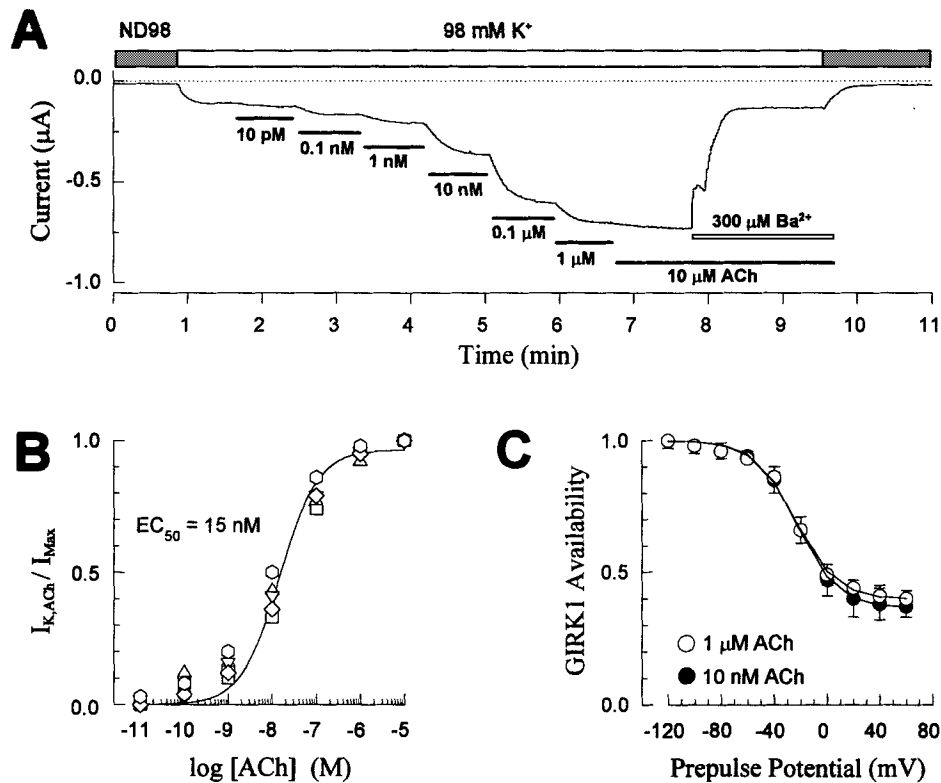 A
ND98
98 mM K⁺
Current (µA)
0.0
-0.5
-1.0
10 pM
0.1 nM
1 nM
10 nM
0.1 µM
1 µM
300 µM Ba²⁺
10 µM ACh
0 1 2 3 4 5 6 7 8 9 10 11
Time (min)
B
I_K,ACh / I_Max
1.0
0.5
0.0
EC₅₀ = 15 nM
-11 -10 -9 -8 -7 -6 -5
log [ACh] (M)
C
GIRK1 Availability
1.0
0.5
0.0
1 µM ACh
10 nM ACh
-120 -80 -40 0 40 80
Prepulse Potential (mV)